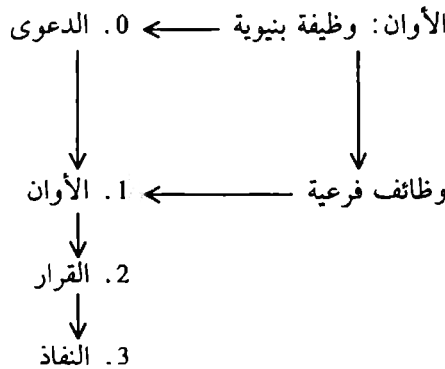 الأوان: وظيفة بنيوية 0. الدعوى
وظائف فرعية 1. الأوان
2. القرار
3. النفاذ